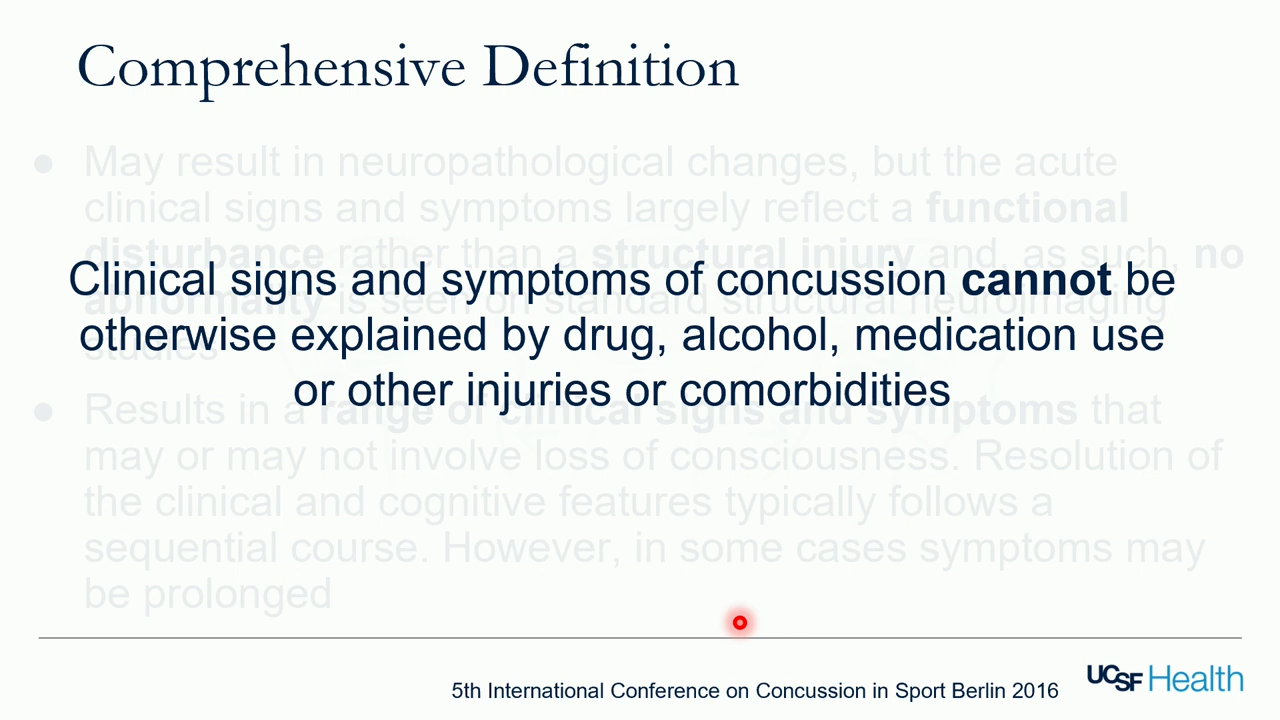 Comprehensive Definition
● May result in neuropathological changes, but the acute
clinical signs and symptoms largely reflect a functional
disturbance rather than a structural injury and, as such, no
abnormality is seen on standard structural neuroimaging
studies
Clinical signs and symptoms of concussion cannot be
otherwise explained by drug, alcohol, medication use
or other injuries or comorbidities
● Results in a range of clinical signs and symptoms that
may or may not involve loss of consciousness. Resolution of
the clinical and cognitive features typically follows a
sequential course. However, in some cases symptoms may
be prolonged
5th International Conference on Concussion in Sport Berlin 2016
UCSF Health